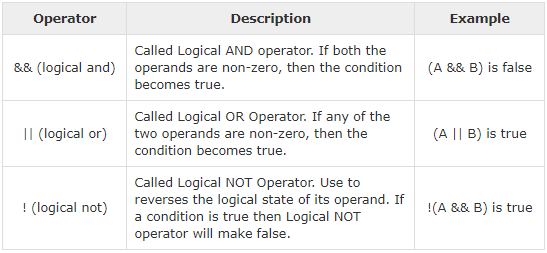 Operator Description Example
&& (logical and) Called Logical AND operator. If both the
operands are non-zero, then the condition
becomes true. (A && B) is false
|| (logical or) Called Logical OR Operator. If any of the
two operands are non-zero, then the
condition becomes true. (A || B) is true
! (logical not) Called Logical NOT Operator. Use to
reverses the logical state of its operand. If
a condition is true then Logical NOT
operator will make false. !(A && B) is true